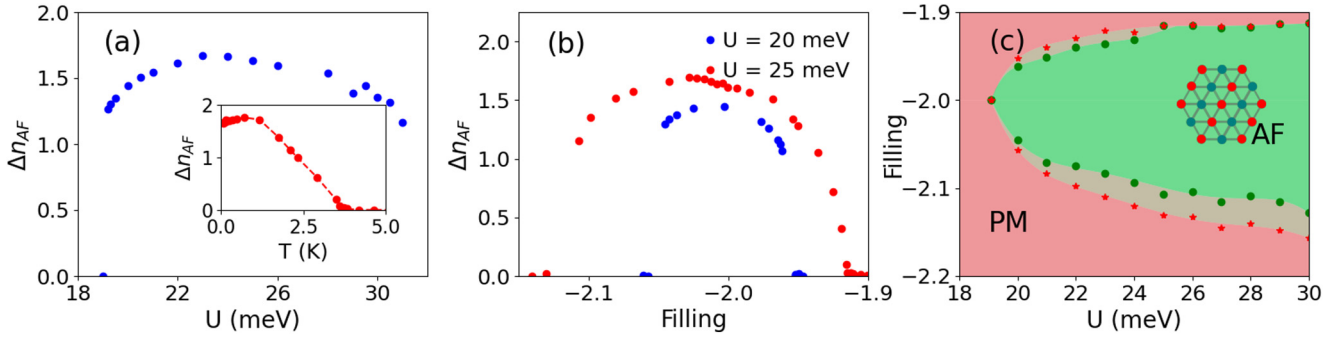 (a)
2.0
1.5
1.0
0.5
0.0
Δn_AF
18
22
26
30
U (meV)
2
1
0
Δn_AF
0.0
2.5
5.0
T (K)
(b)
U = 20 meV
U = 25 meV
2.0
1.5
1.0
0.5
0.0
Δn_AF
−2.1
−2.0
−1.9
Filling
(c)
−1.9
−2.0
−2.1
−2.2
Filling
AF
PM
18
20
22
24
26
28
30
U (meV)